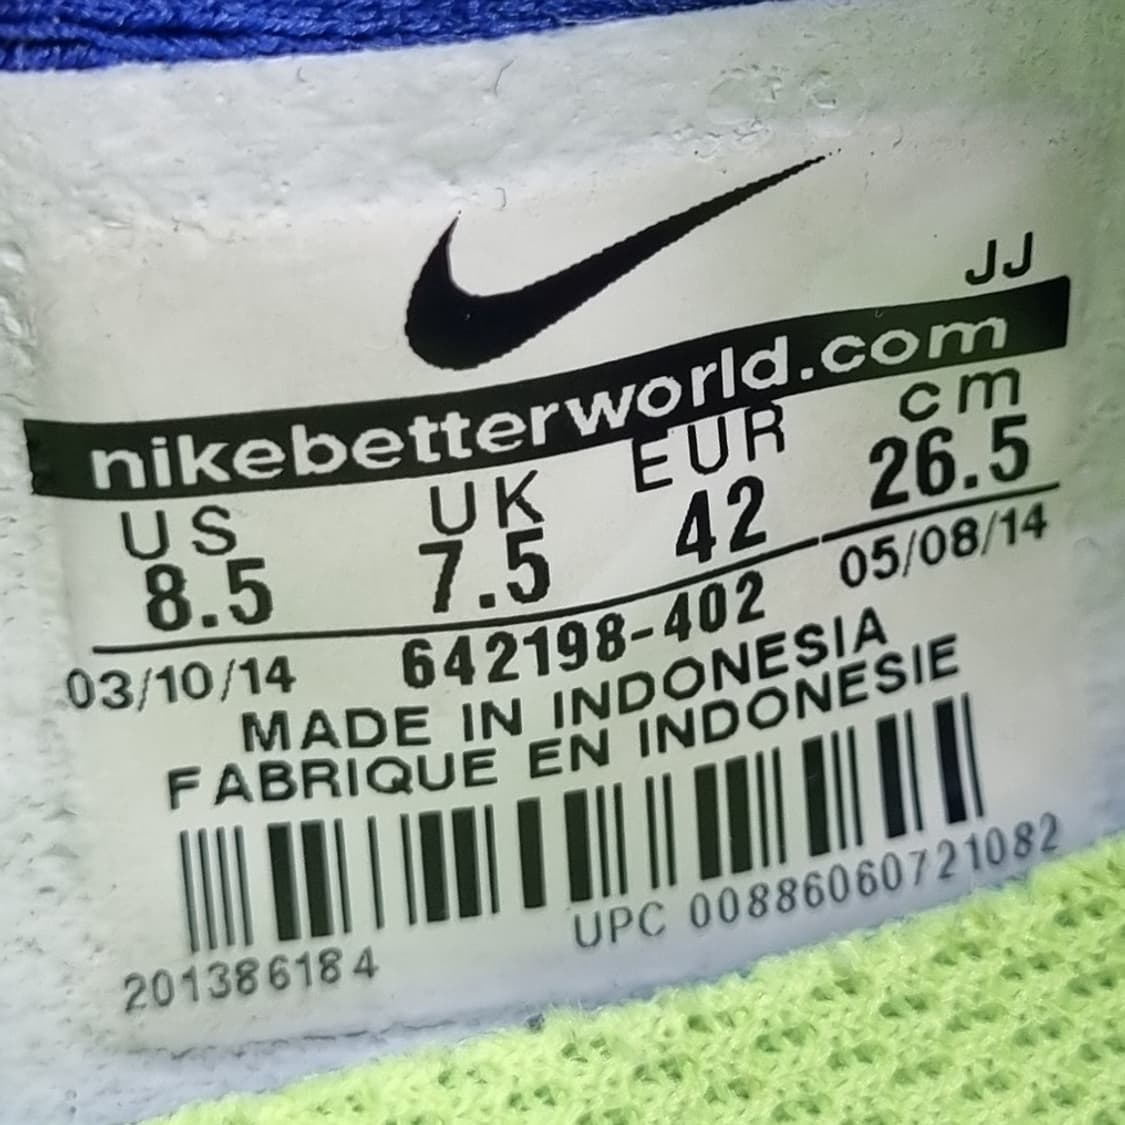 JJ
nikebetterworld.com
US UK EUR cm
8.5 7.5 42 26.5
03/10/14 642198-402 05/08/14
MADE IN INDONESIA
FABRIQUE EN INDONESIE
201386184 UPC 00886060721082